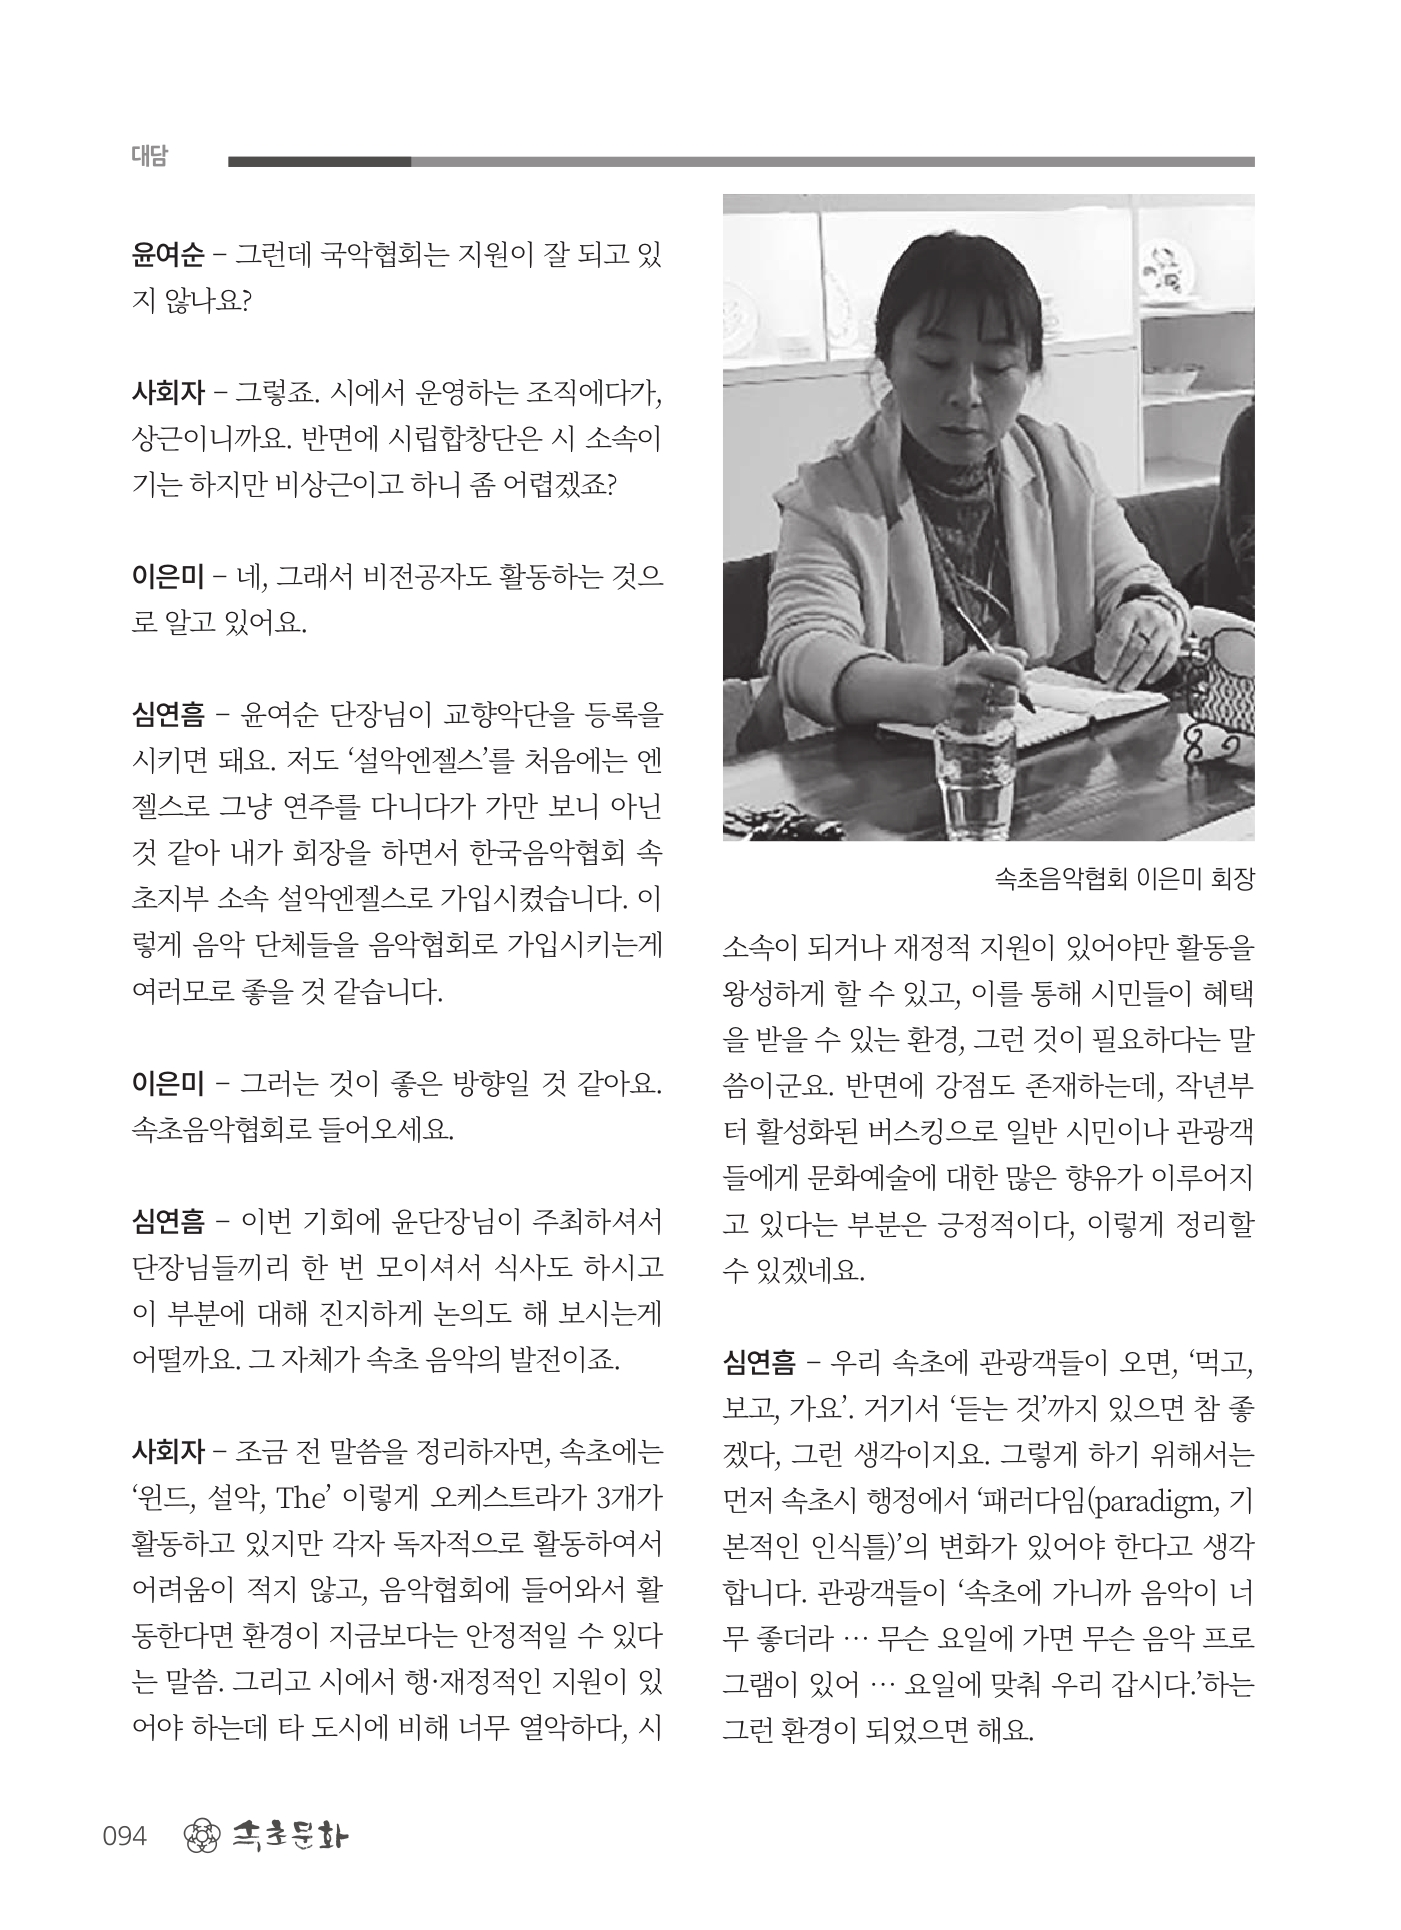 대담
윤여순 – 그런데 국악협회는 지원이 잘 되고 있
지 않나요?
사회자 – 그렇죠. 시에서 운영하는 조직에다가,
상근이니까요. 반면에 시립합창단은 시 소속이
기는 하지만 비상근이고 하니 좀 어렵겠죠?
이은미 – 네, 그래서 비전공자도 활동하는 것으
로 알고 있어요.
심연흠 – 윤여순 단장님이 교향악단을 등록을
시키면 돼요. 저도 ‘설악엔젤스’를 처음에는 엔
젤스로 그냥 연주를 다니다가 가만 보니 아닌
것 같아 내가 회장을 하면서 한국음악협회 속
초지부 소속 설악엔젤스로 가입시켰습니다. 이
렇게 음악 단체들을 음악협회로 가입시키는게
여러모로 좋을 것 같습니다.
이은미 – 그러는 것이 좋은 방향일 것 같아요.
속초음악협회로 들어오세요.
심연흠 – 이번 기회에 윤단장님이 주최하셔서
단장님들끼리 한 번 모이셔서 식사도 하시고
이 부분에 대해 진지하게 논의도 해 보시는게
어떨까요. 그 자체가 속초 음악의 발전이죠.
사회자 – 조금 전 말씀을 정리하자면, 속초에는
‘윈드, 설악, The’ 이렇게 오케스트라가 3개가
활동하고 있지만 각자 독자적으로 활동하여서
어려움이 적지 않고, 음악협회에 들어와서 활
동한다면 환경이 지금보다는 안정적일 수 있다
는 말씀. 그리고 시에서 행·재정적인 지원이 있
어야 하는데 타 도시에 비해 너무 열악하다, 시
속초음악협회 이은미 회장
소속이 되거나 재정적 지원이 있어야만 활동을
왕성하게 할 수 있고, 이를 통해 시민들이 혜택
을 받을 수 있는 환경, 그런 것이 필요하다는 말
씀이군요. 반면에 강점도 존재하는데, 작년부
터 활성화된 버스킹으로 일반 시민이나 관광객
들에게 문화예술에 대한 많은 향유가 이루어지
고 있다는 부분은 긍정적이다, 이렇게 정리할
수 있겠네요.
심연흠 – 우리 속초에 관광객들이 오면, ‘먹고,
보고, 가요’. 거기서 ‘듣는 것’까지 있으면 참 좋
겠다, 그런 생각이지요. 그렇게 하기 위해서는
먼저 속초시 행정에서 ‘패러다임(paradigm, 기
본적인 인식틀)’의 변화가 있어야 한다고 생각
합니다. 관광객들이 ‘속초에 가니까 음악이 너
무 좋더라 … 무슨 요일에 가면 무슨 음악 프로
그램이 있어 … 요일에 맞춰 우리 갑시다.’하는
그런 환경이 되었으면 해요.
094 속초문화